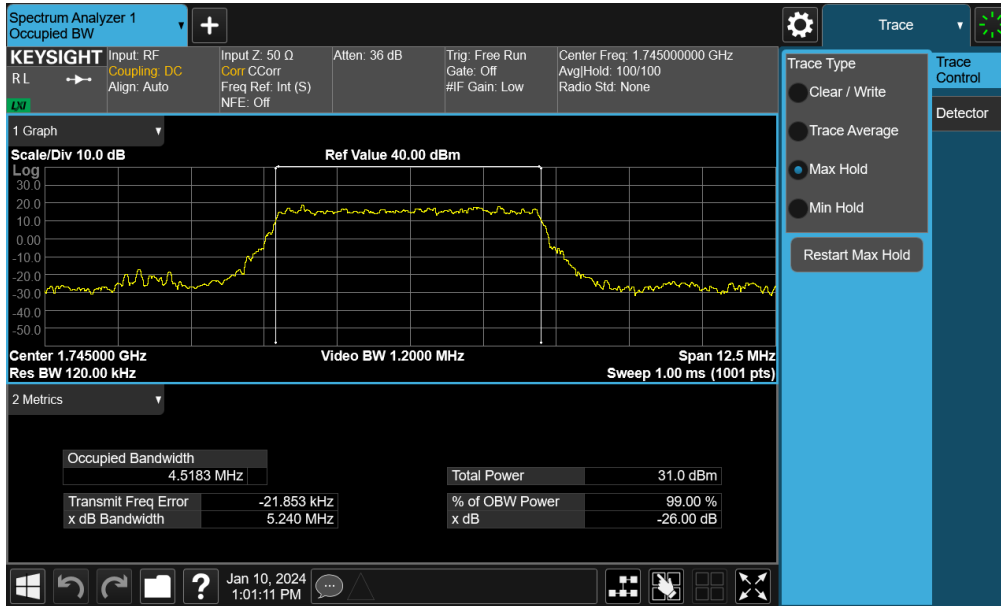 Spectrum Analyzer 1
Occupied BW
+
Trace
KEYSIGHT
R L
LXI
Input: RF
Coupling: DC
Align: Auto
Input Z: 50 Ω
Corr CCorr
Freq Ref: Int (S)
NFE: Off
Atten: 36 dB
Trig: Free Run
Gate: Off
#IF Gain: Low
Center Freq: 1.745000000 GHz
Avg|Hold: 100/100
Radio Std: None
Trace Type
Clear / Write
Trace Average
Max Hold
Min Hold
Restart Max Hold
Trace
Control
Detector
1 Graph
Scale/Div 10.0 dB
Ref Value 40.00 dBm
Log
30.0
20.0
10.0
0.00
-10.0
-20.0
-30.0
-40.0
-50.0
Center 1.745000 GHz
Video BW 1.2000 MHz
Span 12.5 MHz
Res BW 120.00 kHz
Sweep 1.00 ms (1001 pts)
2 Metrics
Occupied Bandwidth
4.5183 MHz
Total Power 31.0 dBm
Transmit Freq Error -21.853 kHz
% of OBW Power 99.00 %
x dB Bandwidth 5.240 MHz
x dB -26.00 dB
?
Jan 10, 2024
1:01:11 PM